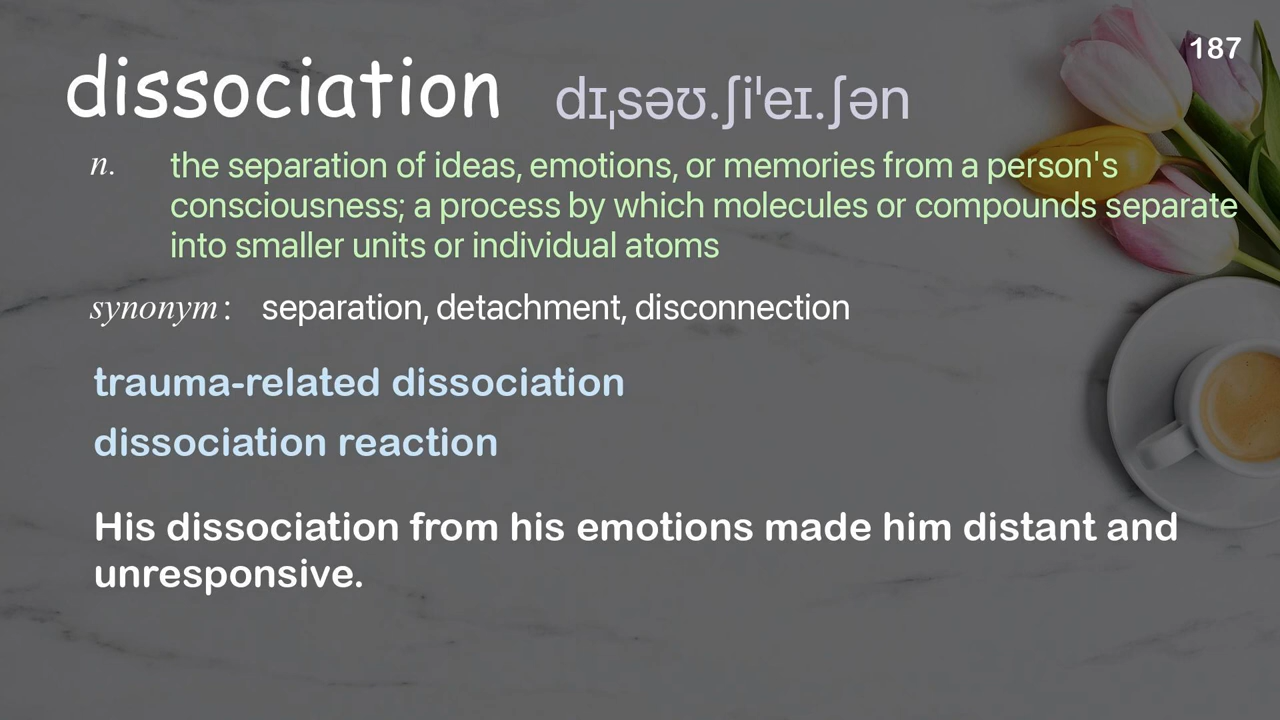 187
dissociation dɪˌsəʊ.ʃiˈeɪ.ʃən
n. the separation of ideas, emotions, or memories from a person's
consciousness; a process by which molecules or compounds separate
into smaller units or individual atoms
synonym: separation, detachment, disconnection
trauma-related dissociation
dissociation reaction
His dissociation from his emotions made him distant and
unresponsive.